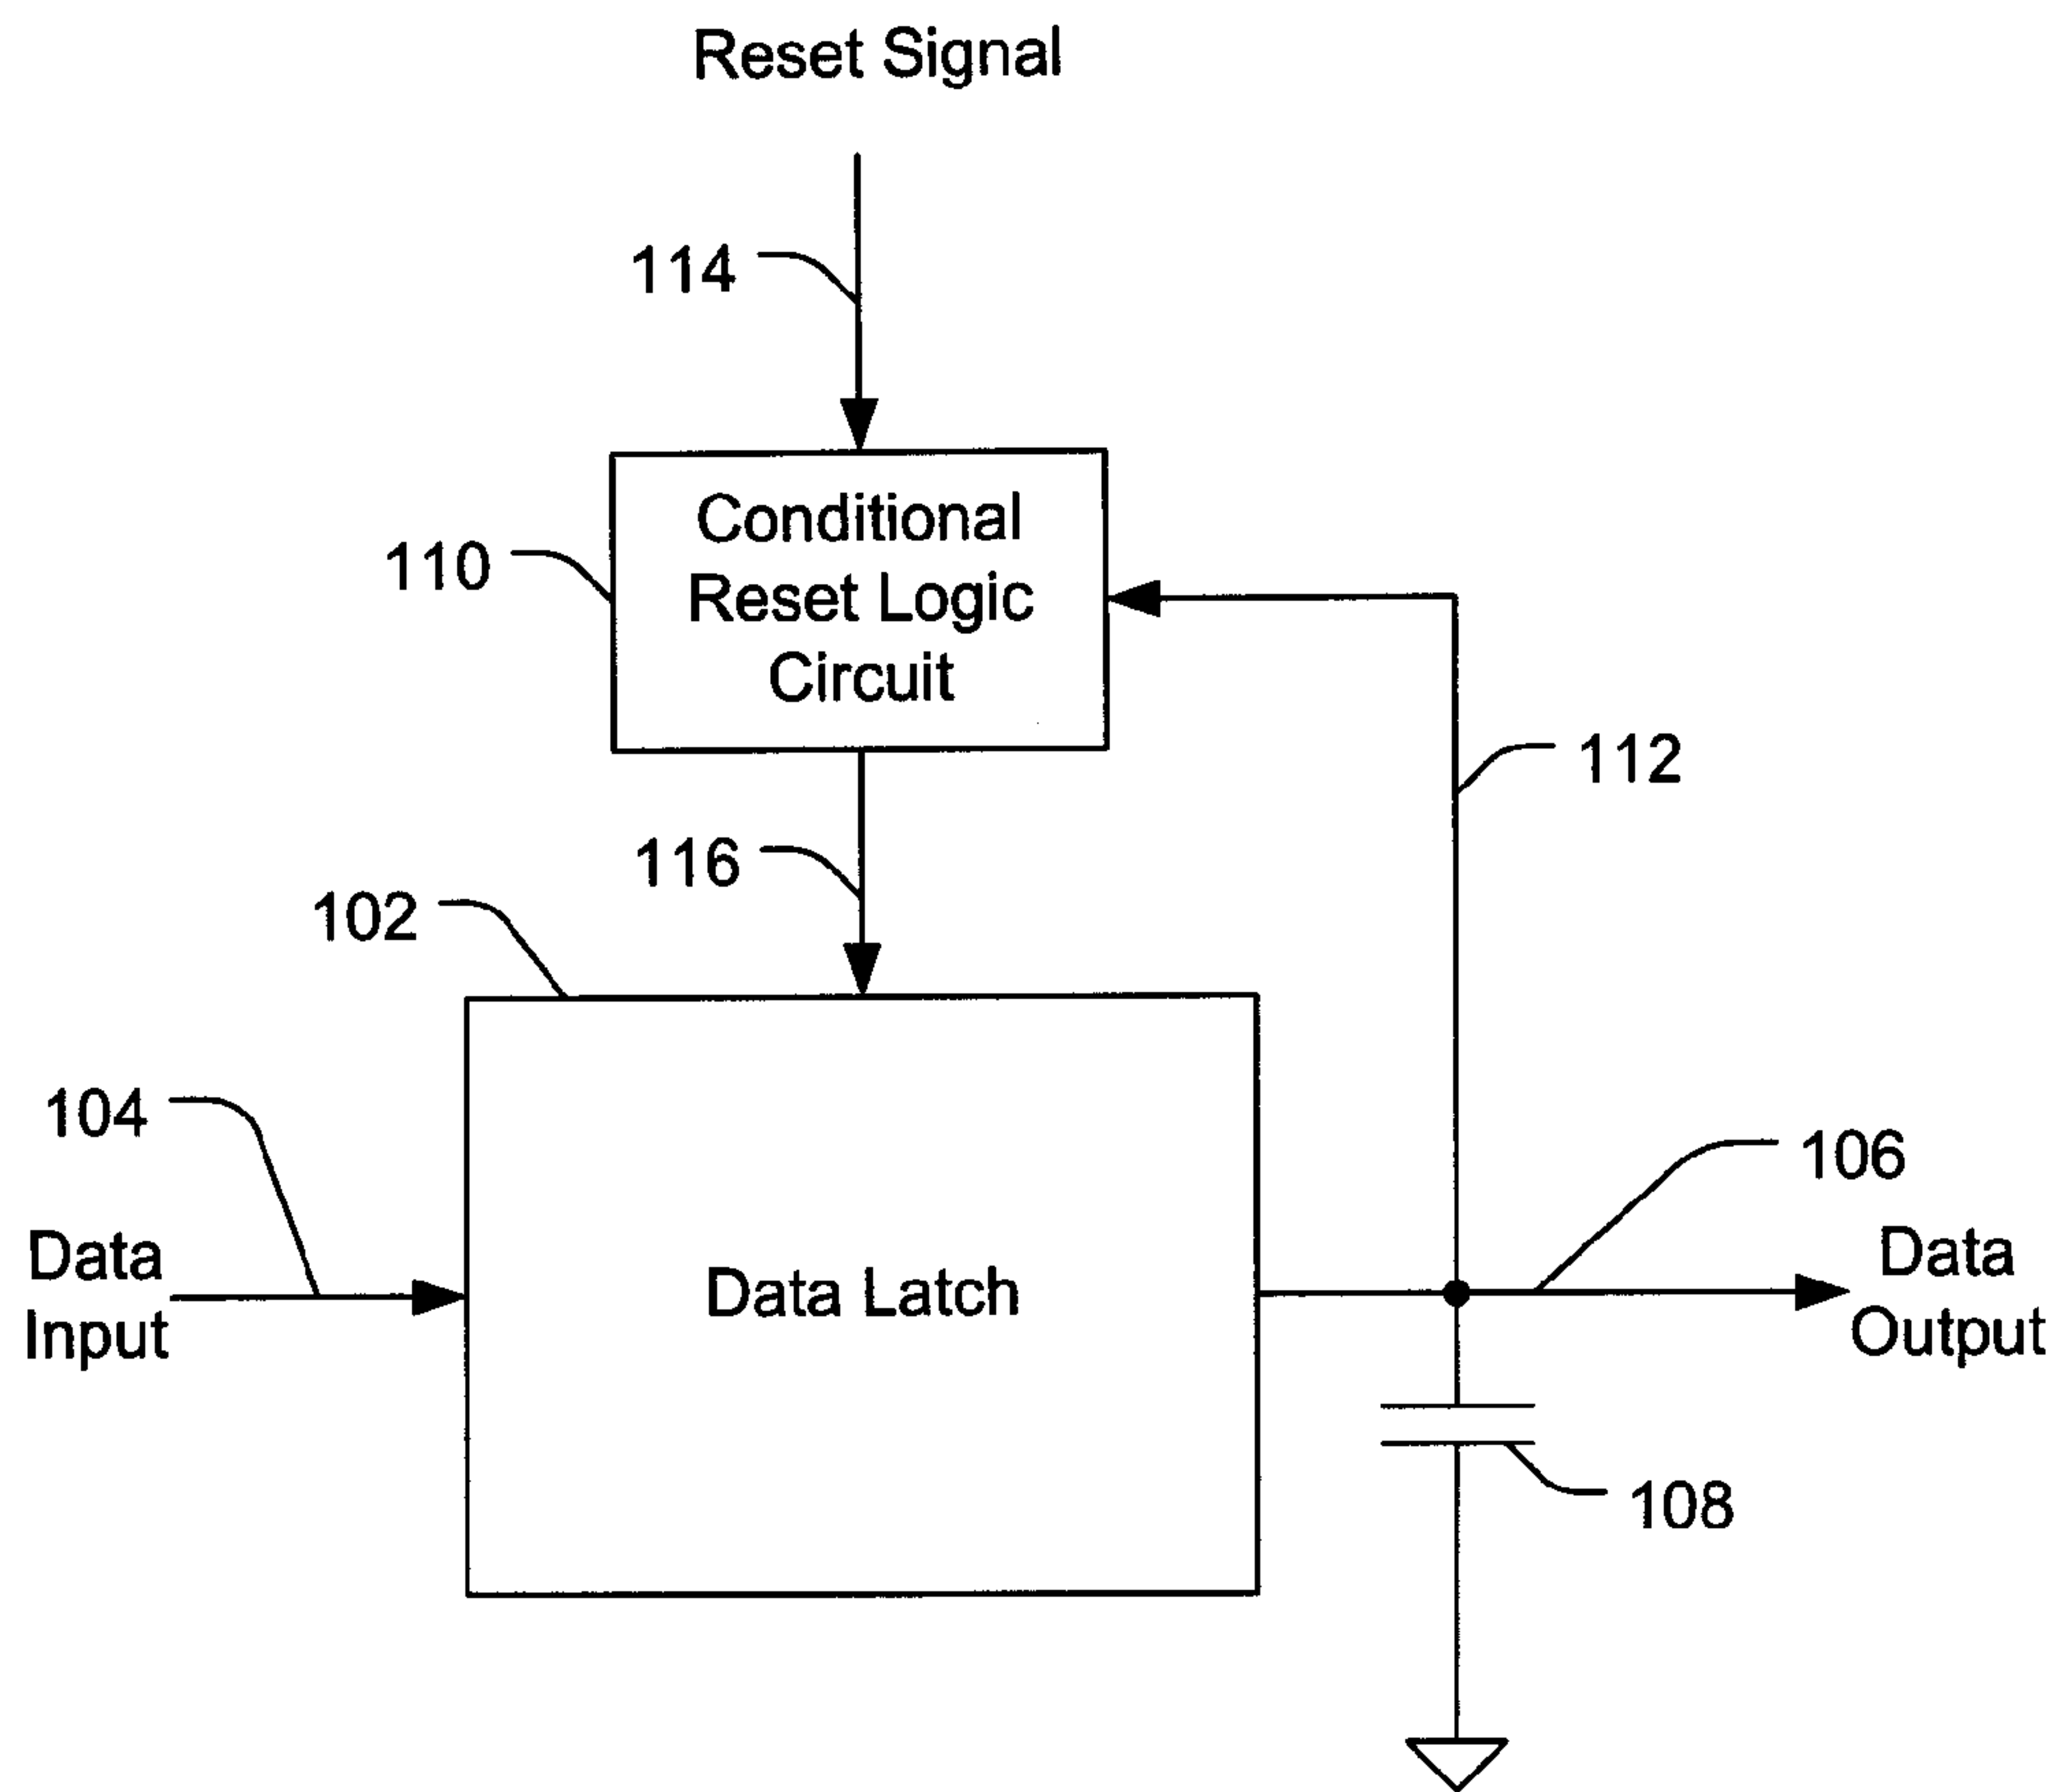 Reset Signal
114
Conditional
Reset Logic
Circuit
110
112
116
102
104
106
Data
Input
Data Latch
Data
Output
108